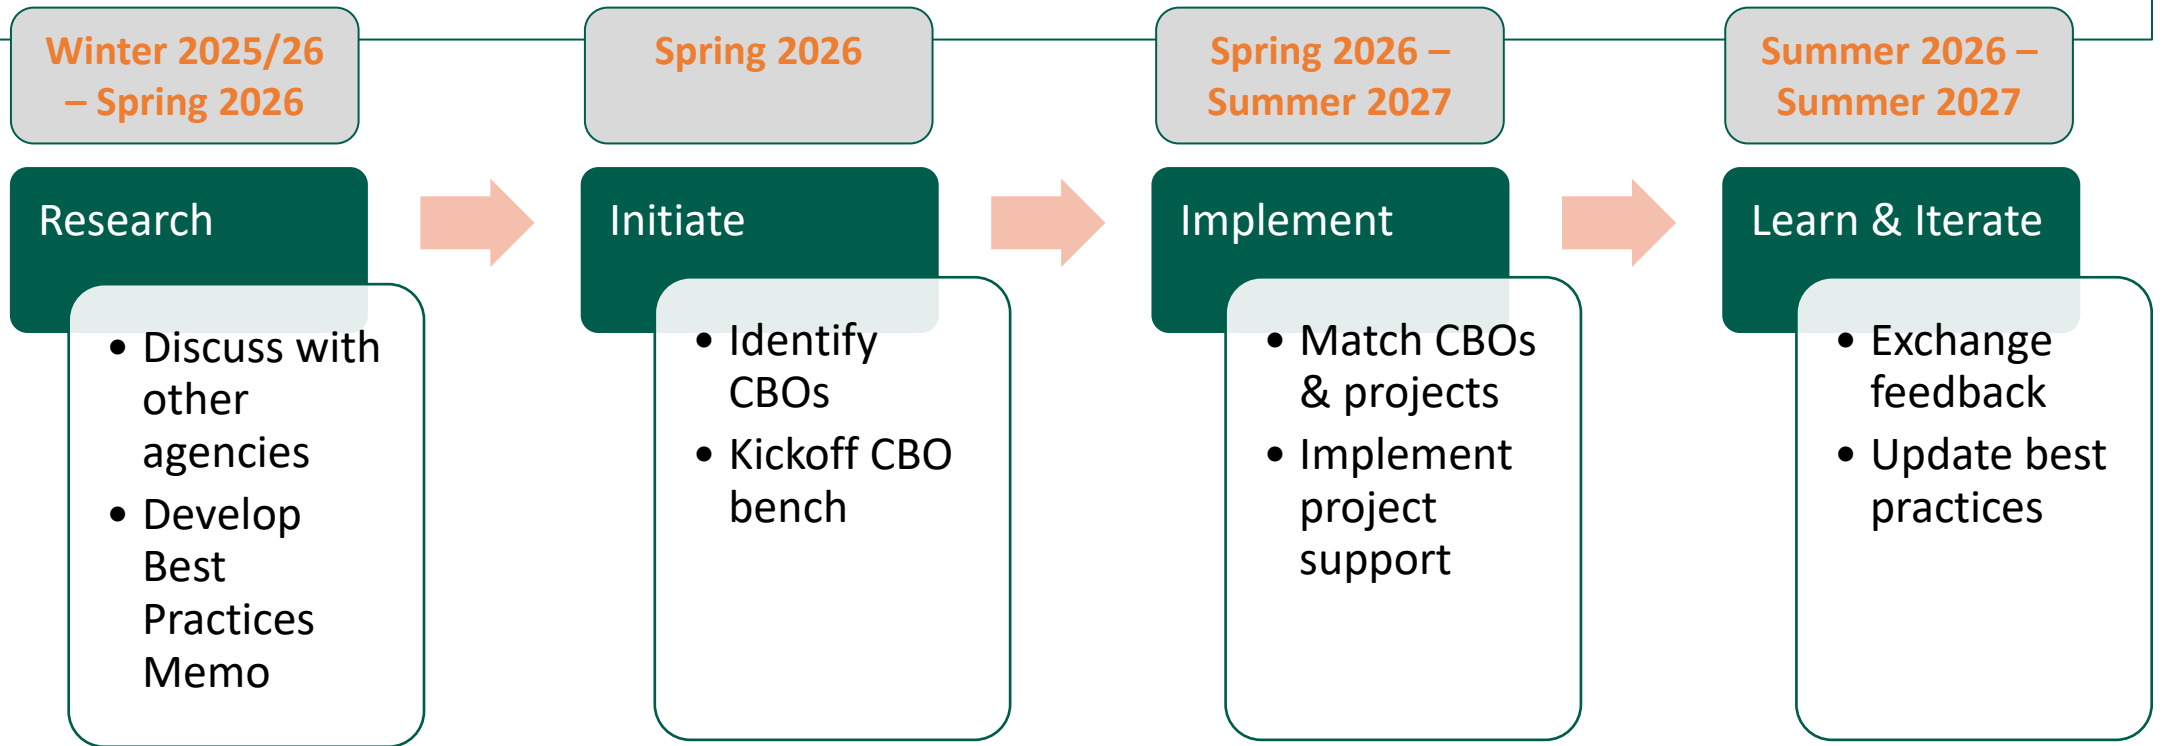 Winter 2025/26
– Spring 2026
Spring 2026
Spring 2026 –
Summer 2027
Summer 2026 –
Summer 2027
Research
Initiate
Implement
Learn & Iterate
• Discuss with
other
agencies
• Develop
Best
Practices
Memo
• Identify
CBOs
• Kickoff CBO
bench
• Match CBOs
& projects
• Implement
project
support
• Exchange
feedback
• Update best
practices